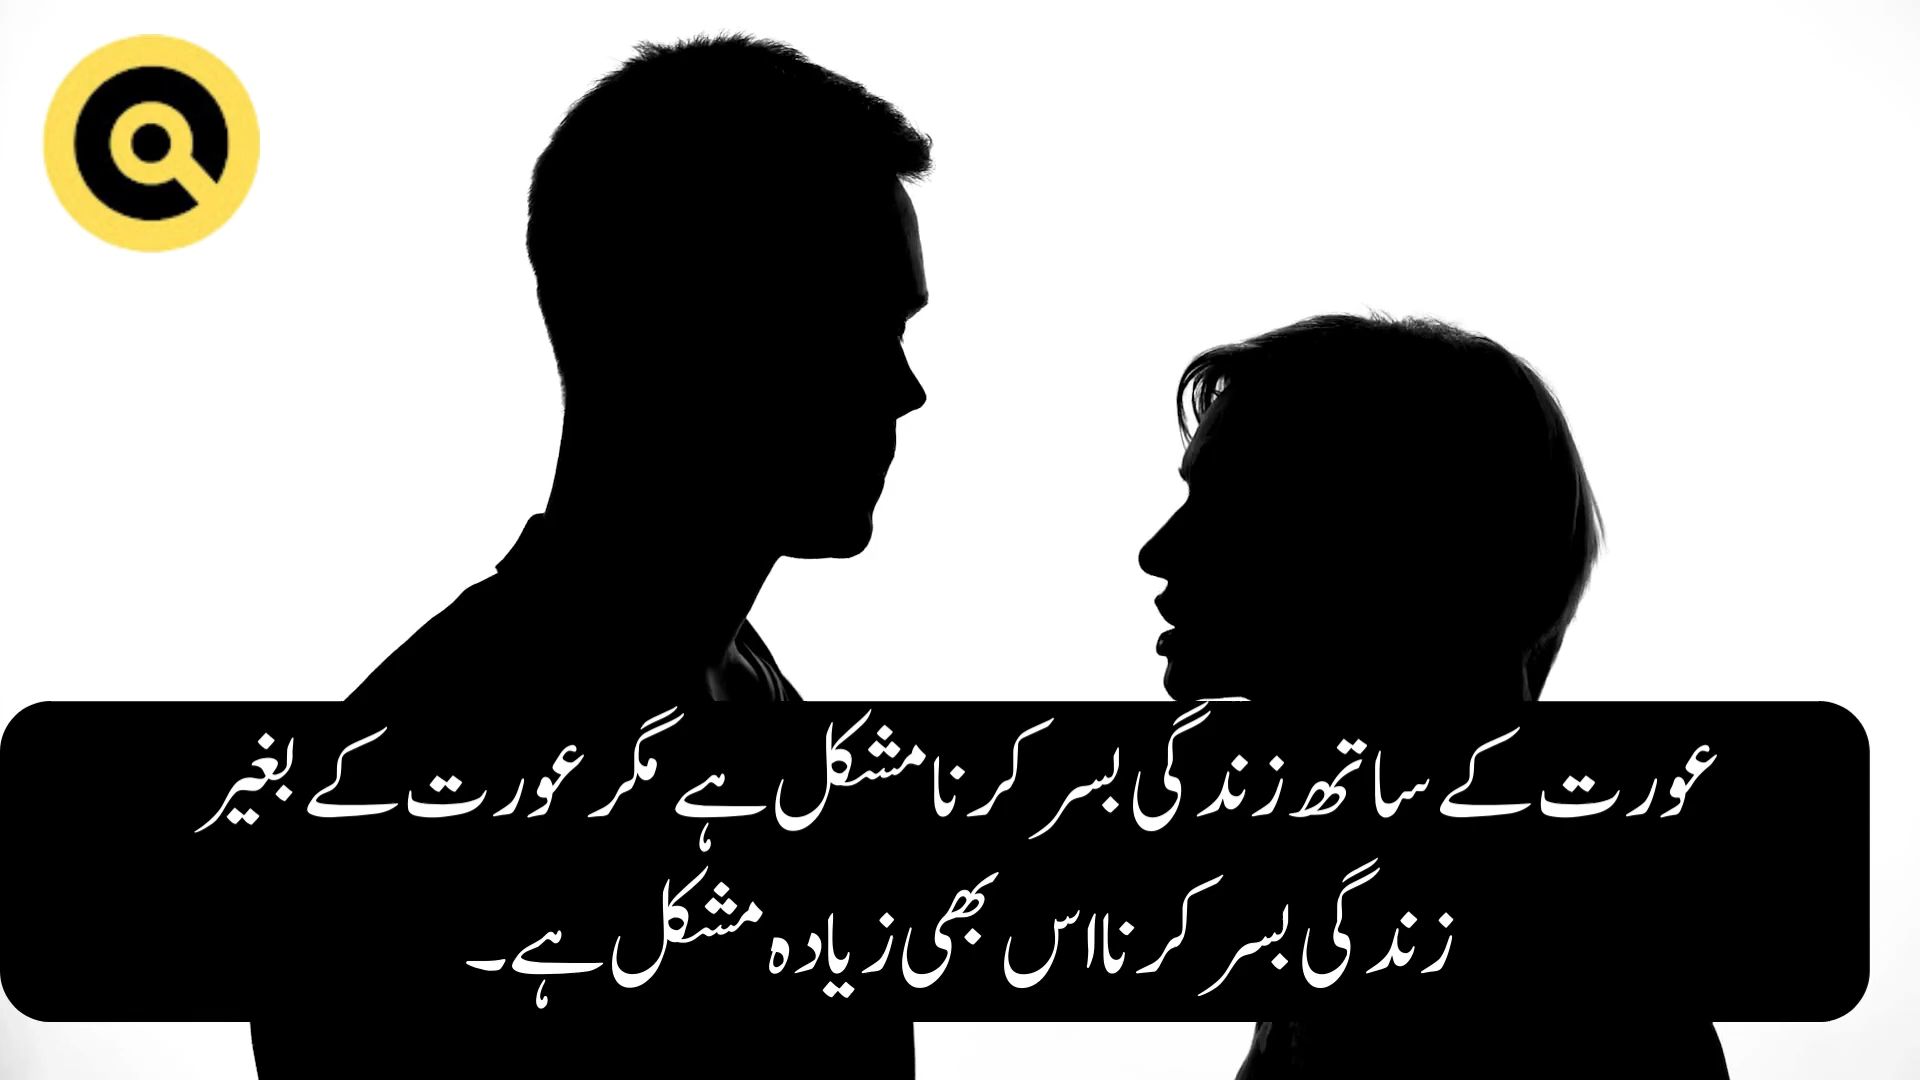 عورت کے ساتھ زندگی بسر کرنا مشکل ہے مگر عورت کے بغیر
زندگی بسر کرنا اس بھی زیادہ مشکل ہے۔